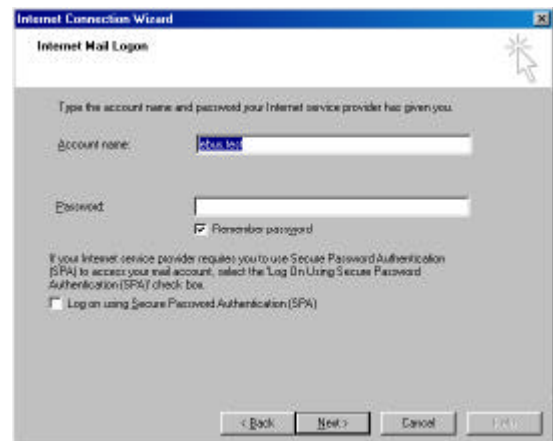 Internet Connection Wizard
Internet Mail Logon
Type the account name and password your Internet service provider has given you.
Account name:
ebus.test
Password:
Remember password
If your Internet service provider requires you to use Secure Password Authentication
(SPA) to access your mail account, select the 'Log On Using Secure Password
Authentication (SPA)' check box.
Log on using Secure Password Authentication (SPA)
< Back
Next >
Cancel